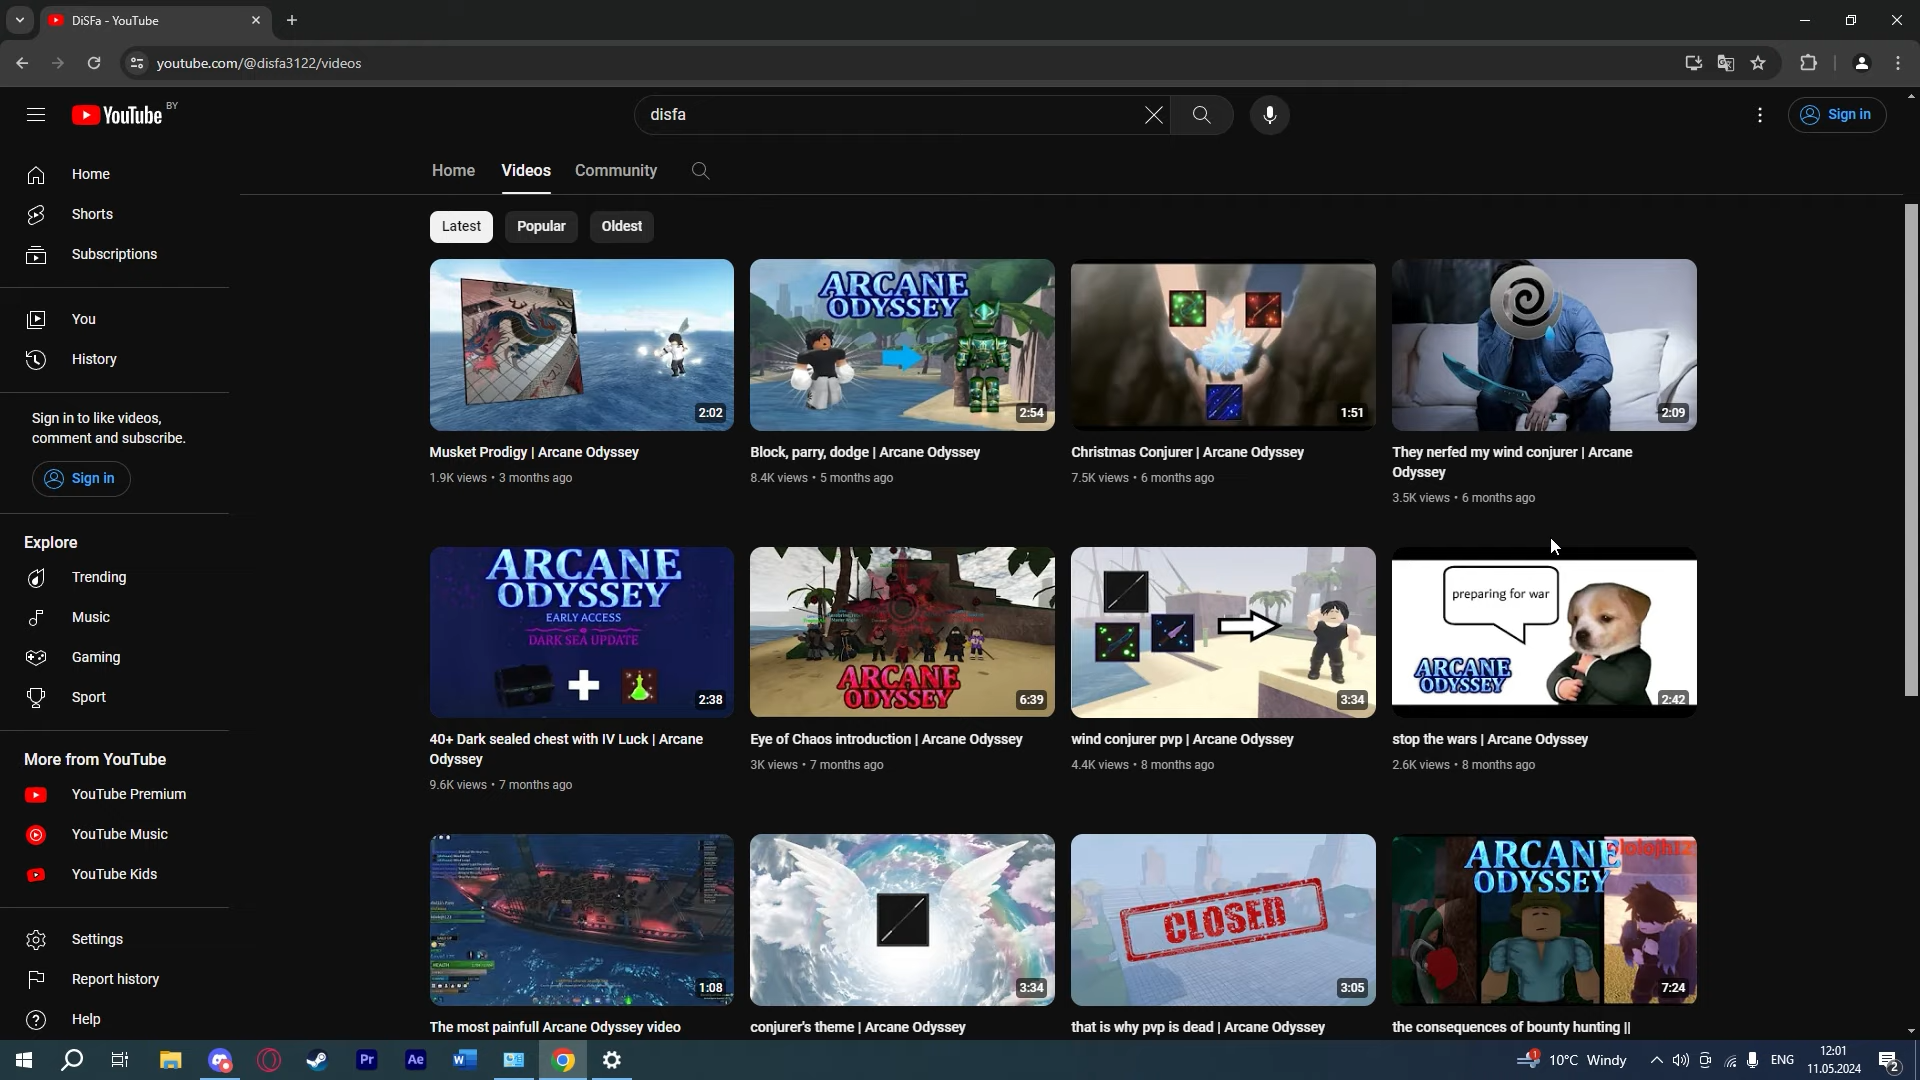 DiSFa - YouTube
youtube.com/@disfa3122/videos
YouTube BY
disfa
Sign in
Home
Shorts
Subscriptions
You
History
Sign in to like videos,
comment and subscribe.
Sign in
Explore
Trending
Music
Gaming
Sport
More from YouTube
YouTube Premium
YouTube Music
YouTube Kids
Settings
Report history
Help
Home Videos Community
Latest Popular Oldest
2:02
Musket Prodigy | Arcane Odyssey
1.9K views • 3 months ago
ARCANE
ODYSSEY
2:54
Block, parry, dodge | Arcane Odyssey
8.4K views • 5 months ago
1:51
Christmas Conjurer | Arcane Odyssey
7.5K views • 6 months ago
2:09
They nerfed my wind conjurer | Arcane
Odyssey
3.5K views • 6 months ago
ARCANE
ODYSSEY
EARLY ACCESS
DARK SEA UPDATE
2:38
40+ Dark sealed chest with IV Luck | Arcane
Odyssey
9.6K views • 7 months ago
ARCANE
ODYSSEY
6:39
Eye of Chaos introduction | Arcane Odyssey
3K views • 7 months ago
3:34
wind conjurer pvp | Arcane Odyssey
4.4K views • 8 months ago
preparing for war
ARCANE
ODYSSEY
2:42
stop the wars | Arcane Odyssey
2.6K views • 8 months ago
1:08
The most painfull Arcane Odyssey video
3:34
conjurer's theme | Arcane Odyssey
CLOSED
3:05
that is why pvp is dead | Arcane Odyssey
ARCANE
ODYSSEY
7:24
the consequences of bounty hunting ||
Pr
Ae
W
1
10°C Windy
ENG
12:01
11.05.2024
2